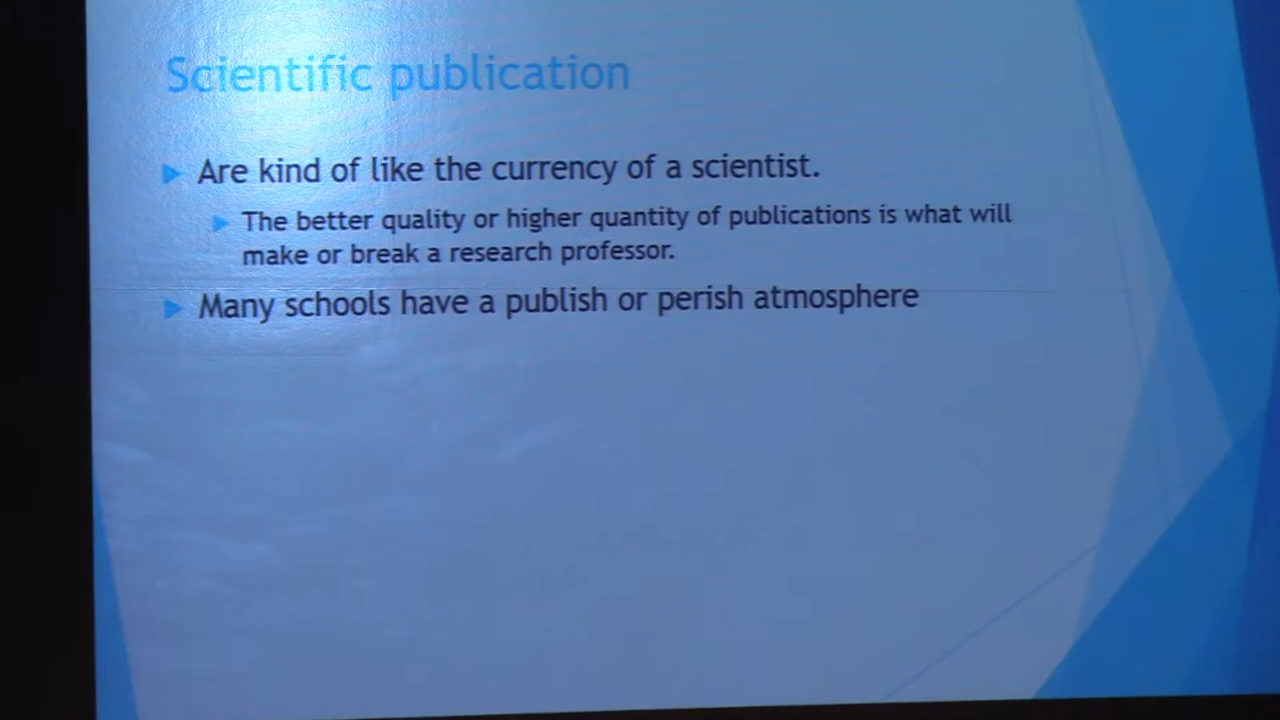 Scientific publication
Are kind of like the currency of a scientist.
The better quality or higher quantity of publications is what will
make or break a research professor.
Many schools have a publish or perish atmosphere